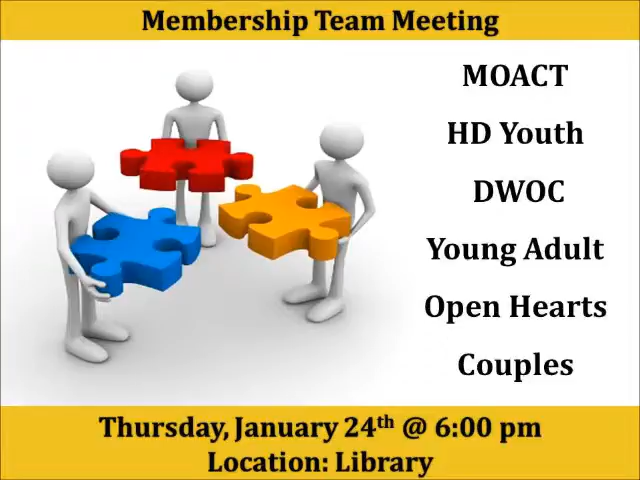 Membership Team Meeting
MOACT
HD Youth
DWOC
Young Adult
Open Hearts
Couples
Thursday, January 24th @ 6:00 pm
Location: Library